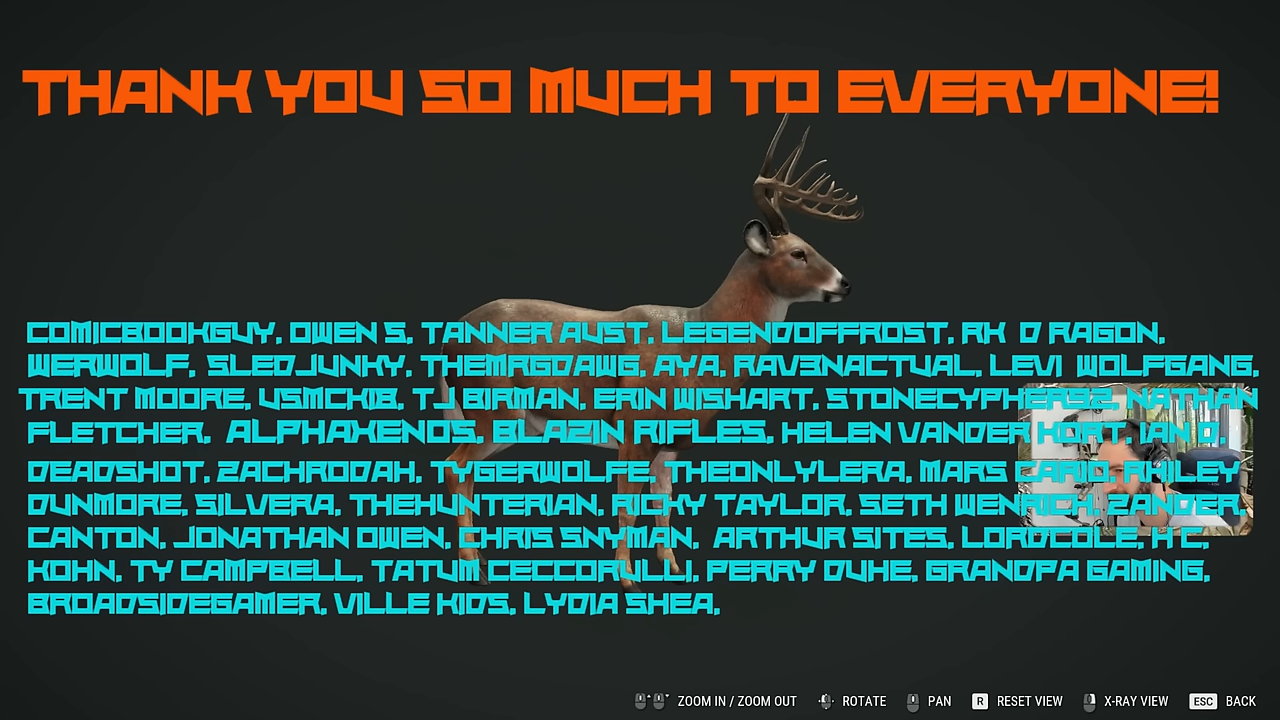 THANK YOU SO MUCH TO EVERYONE!
COMICBOOKGUY, OWEN S, TANNER AUST, LEGENDOFFROST, RK D RAGON,
WERWOLF, SLEDJUNKY, THEMRGDAWG, AYA, RAV3NACTUAL, LEVI WOLFGANG,
TRENT MOORE, USMCKIB, TJ BIRMAN, ERIN WISHART, STONECYPHER92, NATHAN
FLETCHER, ALPHAXENOS, BLAZIN RIFLES, HELEN VANDER KORT, IAN D,
DEADSHOT, ZACHRODAH, TYGERWOLFE, THEONLYLERA, MARS CARIO, RHILEY
DUNMORE, SILVERA, THEHUNTERIAN, RICKY TAYLOR, SETH WENRICH, ZANDER,
CANTON, JONATHAN OWEN, CHRIS SNYMAN, ARTHUR SITES, LORDCOLE, H C,
KOHN, TY CAMPBELL, TATUM CECCORULLI, PERRY DUHE, GRANDPA GAMING,
BROADSIDEGAMER, VILLE KIDS, LYDIA SHEA,
ZOOM IN / ZOOM OUT ROTATE PAN R RESET VIEW X-RAY VIEW ESC BACK